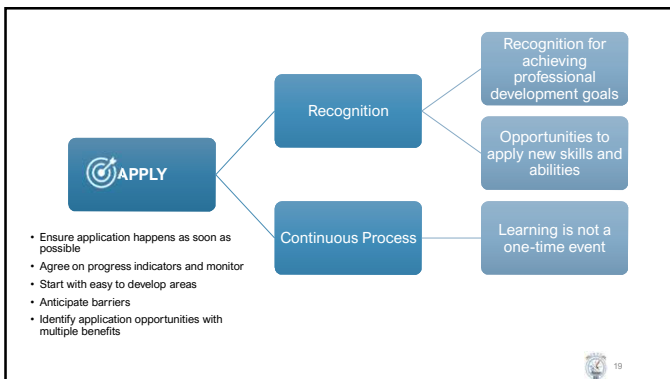 APPLY
• Ensure application happens as soon as
possible
• Agree on progress indicators and monitor
• Start with easy to develop areas
• Anticipate barriers
• Identify application opportunities with
multiple benefits
Recognition
Recognition for
achieving
professional
development goals
Opportunities to
apply new skills and
abilities
Continuous Process
Learning is not a
one-time event
19